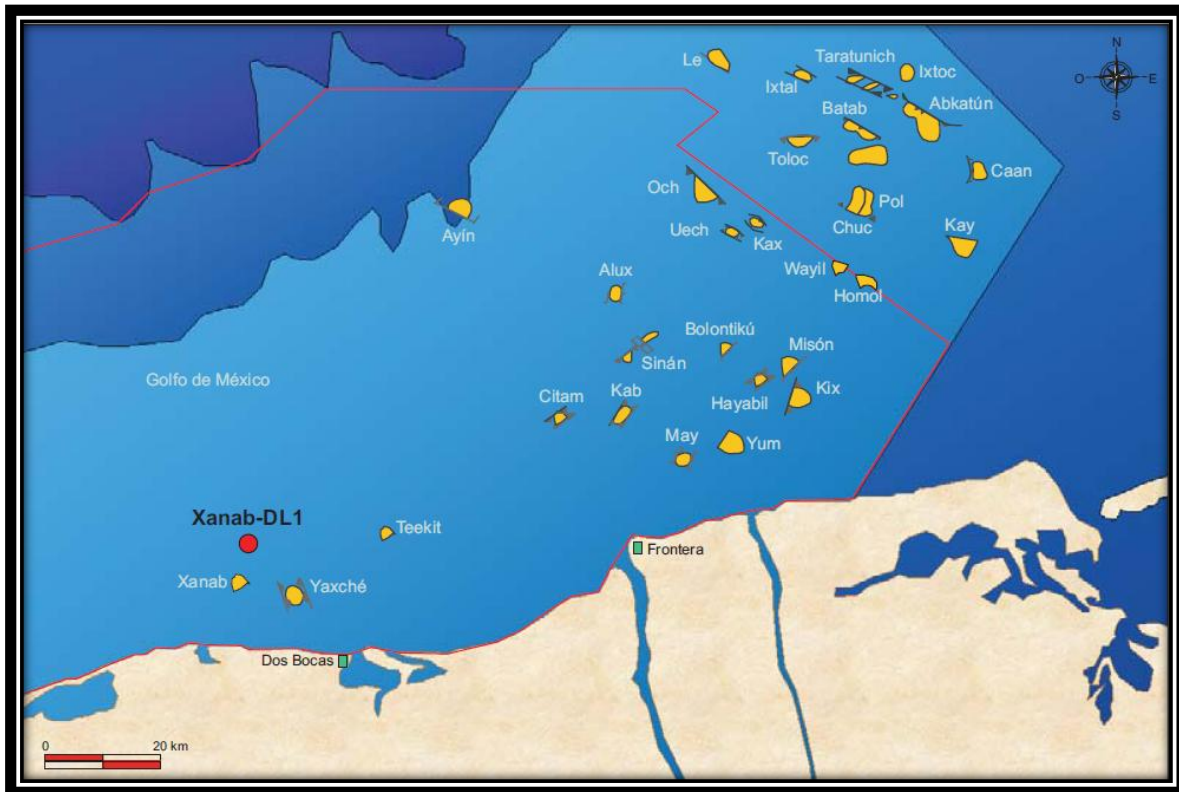 N
O
E
S
Le
Taratunich
Ixtal
Ixtoc
Abkatún
Batab
Toloc
Caan
Och
Pol
Chuc
Ayín
Uech
Kax
Kay
Wayil
Homol
Alux
Bolontikú
Misón
Sinán
Golfo de México
Citam
Kab
Hayabil
Kix
May
Yum
Xanab-DL1
Teekit
Frontera
Xanab
Yaxché
Dos Bocas
0 20 km